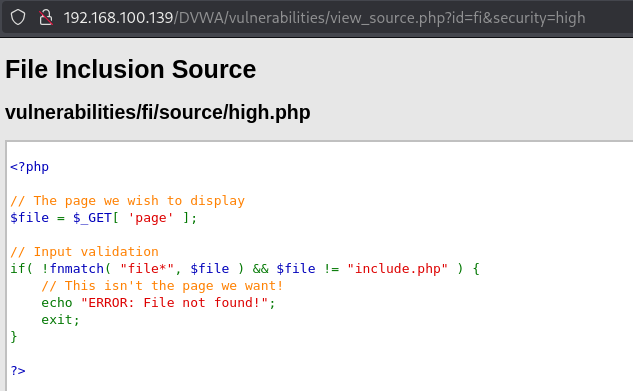 192.168.100.139/DVWA/vulnerabilities/view_source.php?id=fi&security=high
File Inclusion Source
vulnerabilities/fi/source/high.php
<?php
// The page we wish to display
$file = $_GET[ 'page' ];
// Input validation
if( !fnmatch( "file*", $file ) && $file != "include.php" ) {
    // This isn't the page we want!
    echo "ERROR: File not found!";
    exit;
}
?>